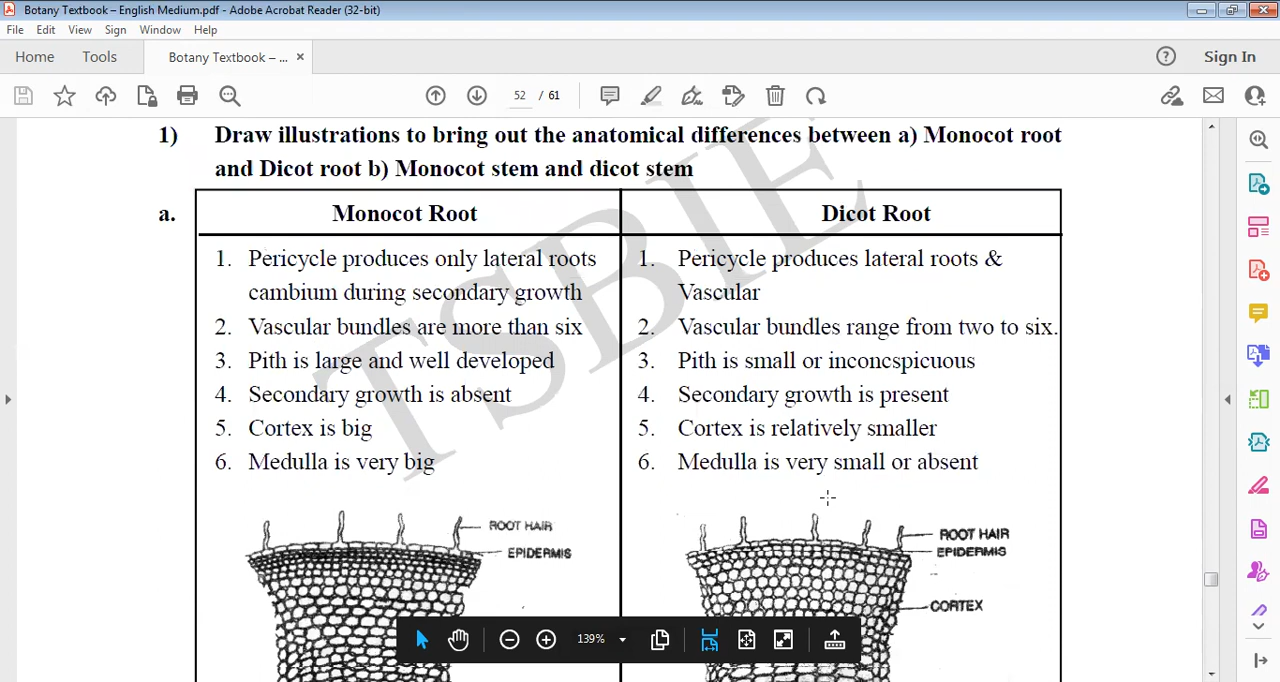 Botany Textbook – English Medium.pdf - Adobe Acrobat Reader (32-bit)
File Edit View Sign Window Help
Home Tools Botany Textbook – ... ×
? Sign In
52 / 61
1) Draw illustrations to bring out the anatomical differences between a) Monocot root
and Dicot root b) Monocot stem and dicot stem
a. Monocot Root
1. Pericycle produces only lateral roots
cambium during secondary growth
2. Vascular bundles are more than six
3. Pith is large and well developed
4. Secondary growth is absent
5. Cortex is big
6. Medulla is very big
ROOT HAIR
EPIDERMIS
Dicot Root
1. Pericycle produces lateral roots &
Vascular
2. Vascular bundles range from two to six.
3. Pith is small or inconcspicuous
4. Secondary growth is present
5. Cortex is relatively smaller
6. Medulla is very small or absent
ROOT HAIR
EPIDERMIS
CORTEX
TSBIE
139%